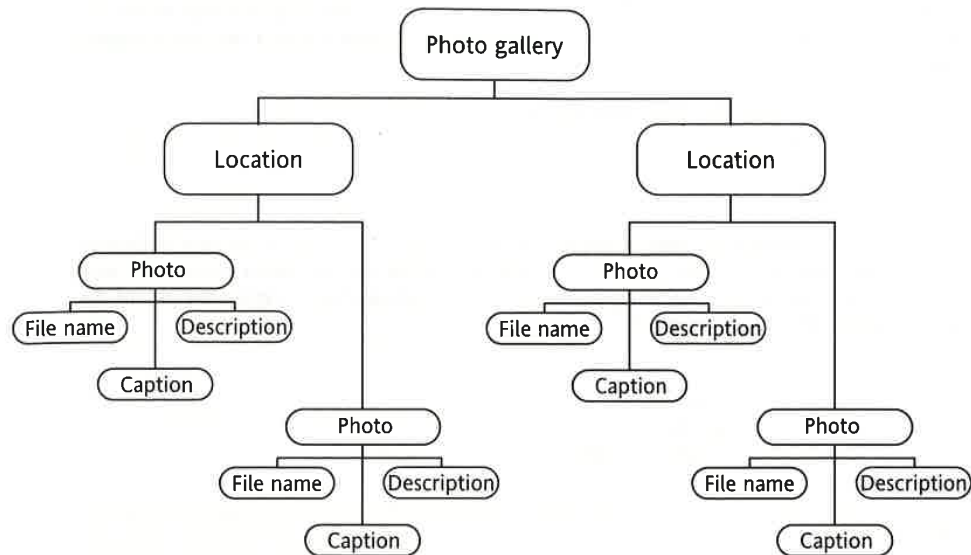 Photo gallery
Location
Location
Photo
Photo
File name
Description
File name
Description
Caption
Caption
Photo
Photo
File name
Description
File name
Description
Caption
Caption